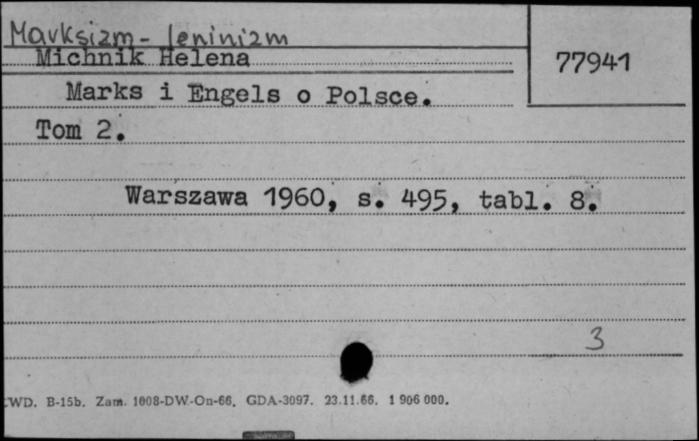 Marksizm - leninizm
Michnik Helena
77941
Marks i Engels o Polsce.
Tom 2.
Warszawa 1960, s. 495, tabl. 8.
3
WD. B-15b. Zam. 1008-DW-On-66. GDA-3097. 23.11.66. 1 906 000.